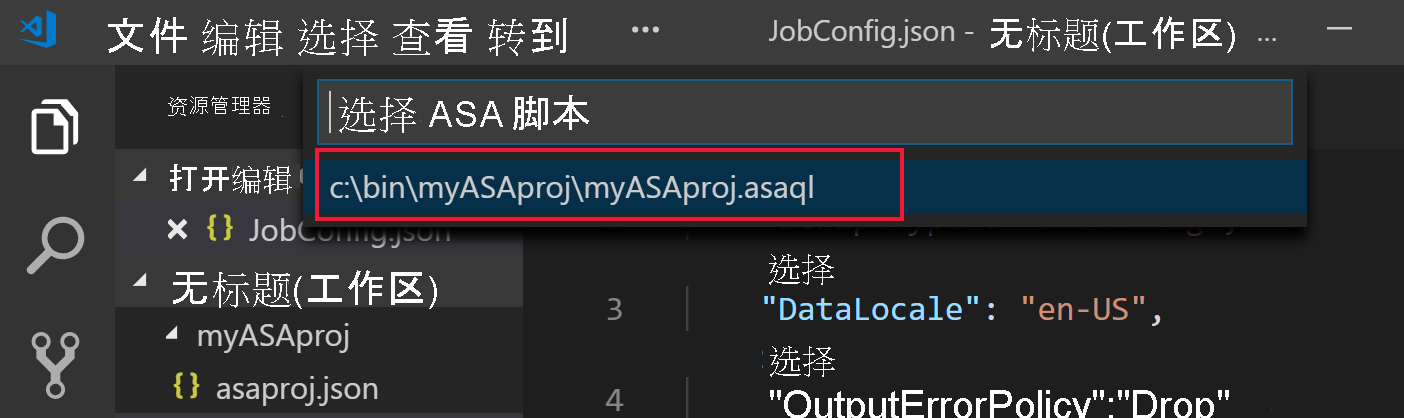 文件 编辑 选择 查看 转到 ... JobConfig.json - 无标题(工作区) ...
资源管理器
选择 ASA 脚本
c:\bin\myASAproj\myASAproj.asaql
打开编辑
JobConfig.json
无标题(工作区)
myASAproj
{} asaproj.json
选择
3 "DataLocale": "en-US",
选择
4 "OutputErrorPolicy":"Drop"